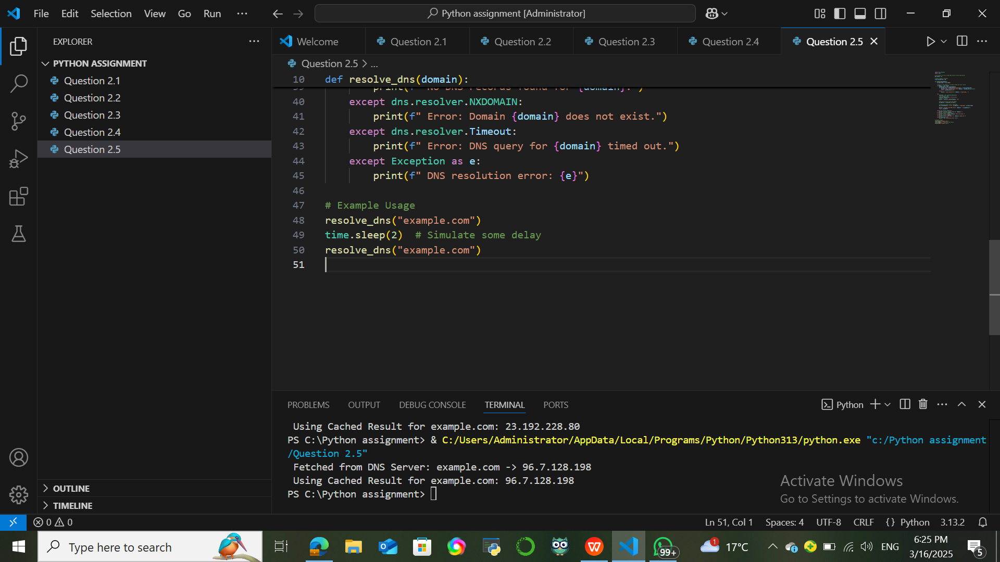 File Edit Selection View Go Run ...
Python assignment [Administrator]
EXPLORER
PYTHON ASSIGNMENT
Question 2.1
Question 2.2
Question 2.3
Question 2.4
Question 2.5
OUTLINE
TIMELINE
Welcome
Question 2.1
Question 2.2
Question 2.3
Question 2.4
Question 2.5
Question 2.5 > ...
10 def resolve_dns(domain):
40 except dns.resolver.NXDOMAIN:
41 print(f" Error: Domain {domain} does not exist.")
42 except dns.resolver.Timeout:
43 print(f" Error: DNS query for {domain} timed out.")
44 except Exception as e:
45 print(f" DNS resolution error: {e}")
46
47 # Example Usage
48 resolve_dns("example.com")
49 time.sleep(2)  # Simulate some delay
50 resolve_dns("example.com")
51
PROBLEMS OUTPUT DEBUG CONSOLE TERMINAL PORTS
Python
Using Cached Result for example.com: 23.192.228.80
PS C:\Python assignment> & C:/Users/Administrator/AppData/Local/Programs/Python/Python313/python.exe "c:/Python assignment
/Question 2.5"
Fetched from DNS Server: example.com -> 96.7.128.198
Using Cached Result for example.com: 96.7.128.198
PS C:\Python assignment>
Activate Windows
Go to Settings to activate Windows.
0 0
Ln 51, Col 1 Spaces: 4 UTF-8 CRLF {} Python 3.13.2
Type here to search
99+
1
17°C
ENG
6:25 PM
3/16/2025
5